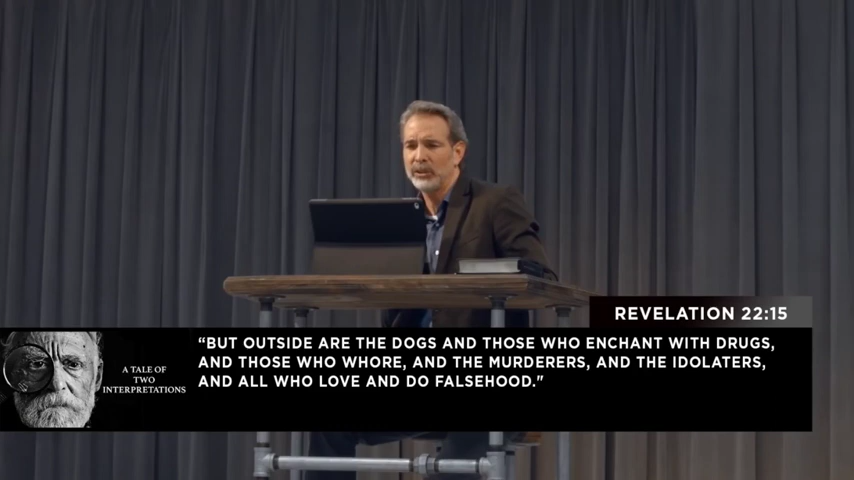 REVELATION 22:15
“BUT OUTSIDE ARE THE DOGS AND THOSE WHO ENCHANT WITH DRUGS,
AND THOSE WHO WHORE, AND THE MURDERERS, AND THE IDOLATERS,
AND ALL WHO LOVE AND DO FALSEHOOD."
A TALE OF
TWO
INTERPRETATIONS